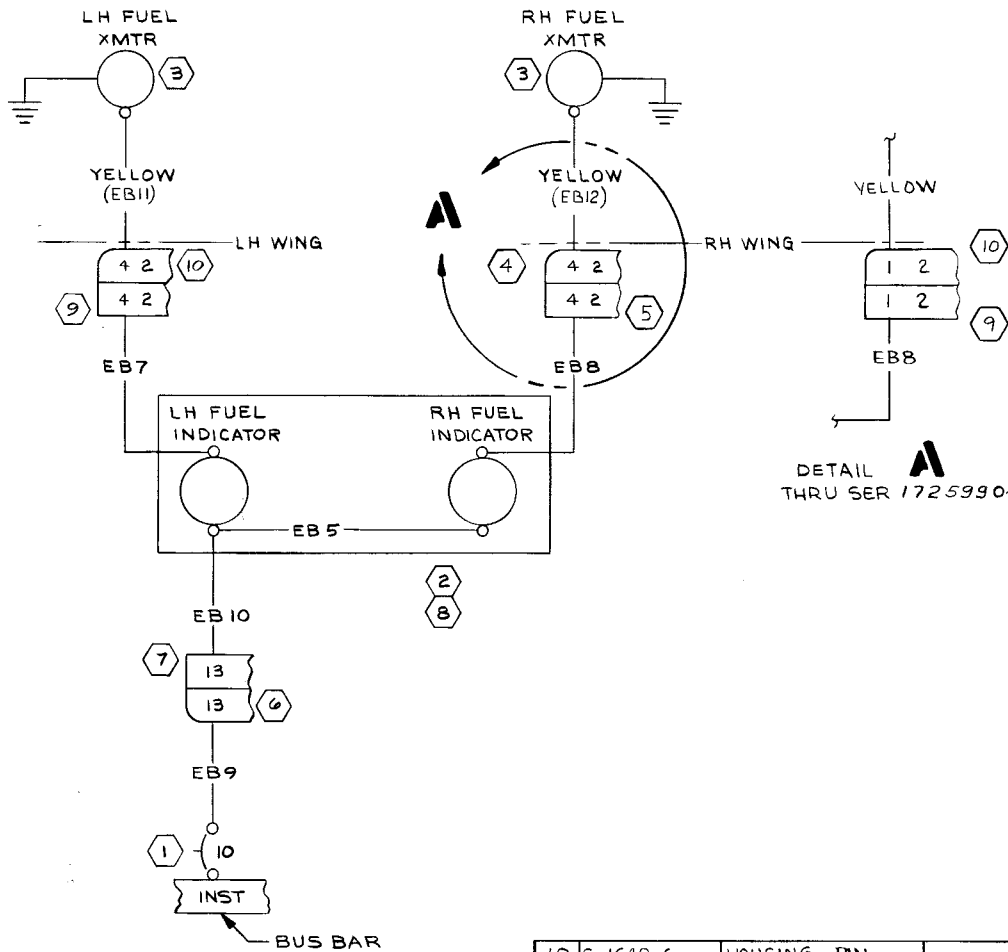 LH FUEL
XMTR
3
RH FUEL
XMTR
3
YELLOW
(EB11)
YELLOW
(EB12)
YELLOW
A
LH WING
RH WING
4 2
10
4 2
9
4
4 2
4 2
5
1 2
10
1 2
9
EB7
EB8
EB8
LH FUEL
INDICATOR
RH FUEL
INDICATOR
EB5
DETAIL A
THRU SER 1725990
2
8
EB10
7
13
13
6
EB9
1
10
INST
BUS BAR
HOUSING